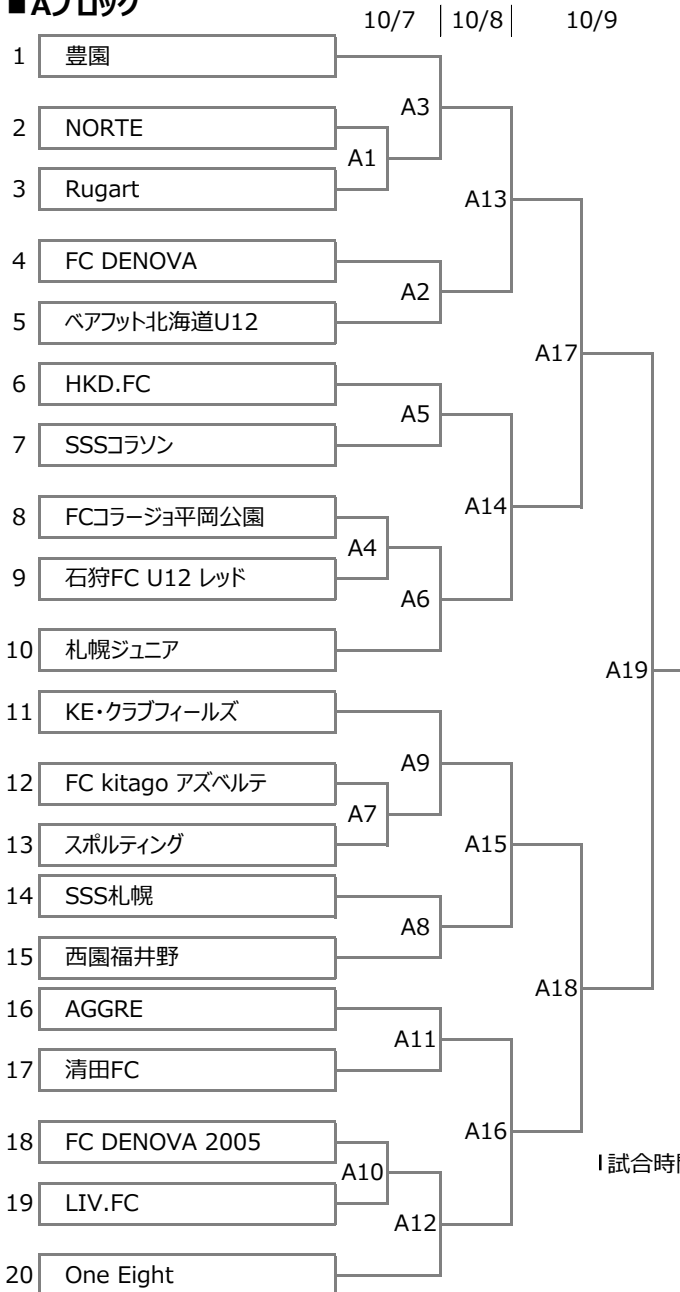 ■Aブロック
10/7 10/8 10/9
1 豊園
A3
2 NORTE
A1
3 Rugart
A13
4 FC DENOVA
A2
5 ベアフット北海道U12
A17
6 HKD.FC
A5
7 SSSコラソン
A14
8 FCコラージョ平岡公園
A4
9 石狩FC U12 レッド
A6
10 札幌ジュニア
A19
11 KE・クラブフィールズ
A9
12 FC kitago アズベルテ
A7
13 スポルティング
A15
14 SSS札幌
A8
15 西園福井野
A18
16 AGGRE
A11
17 清田FC
A16
18 FC DENOVA 2005
試合時間
A10
19 LIV.FC
A12
20 One Eight